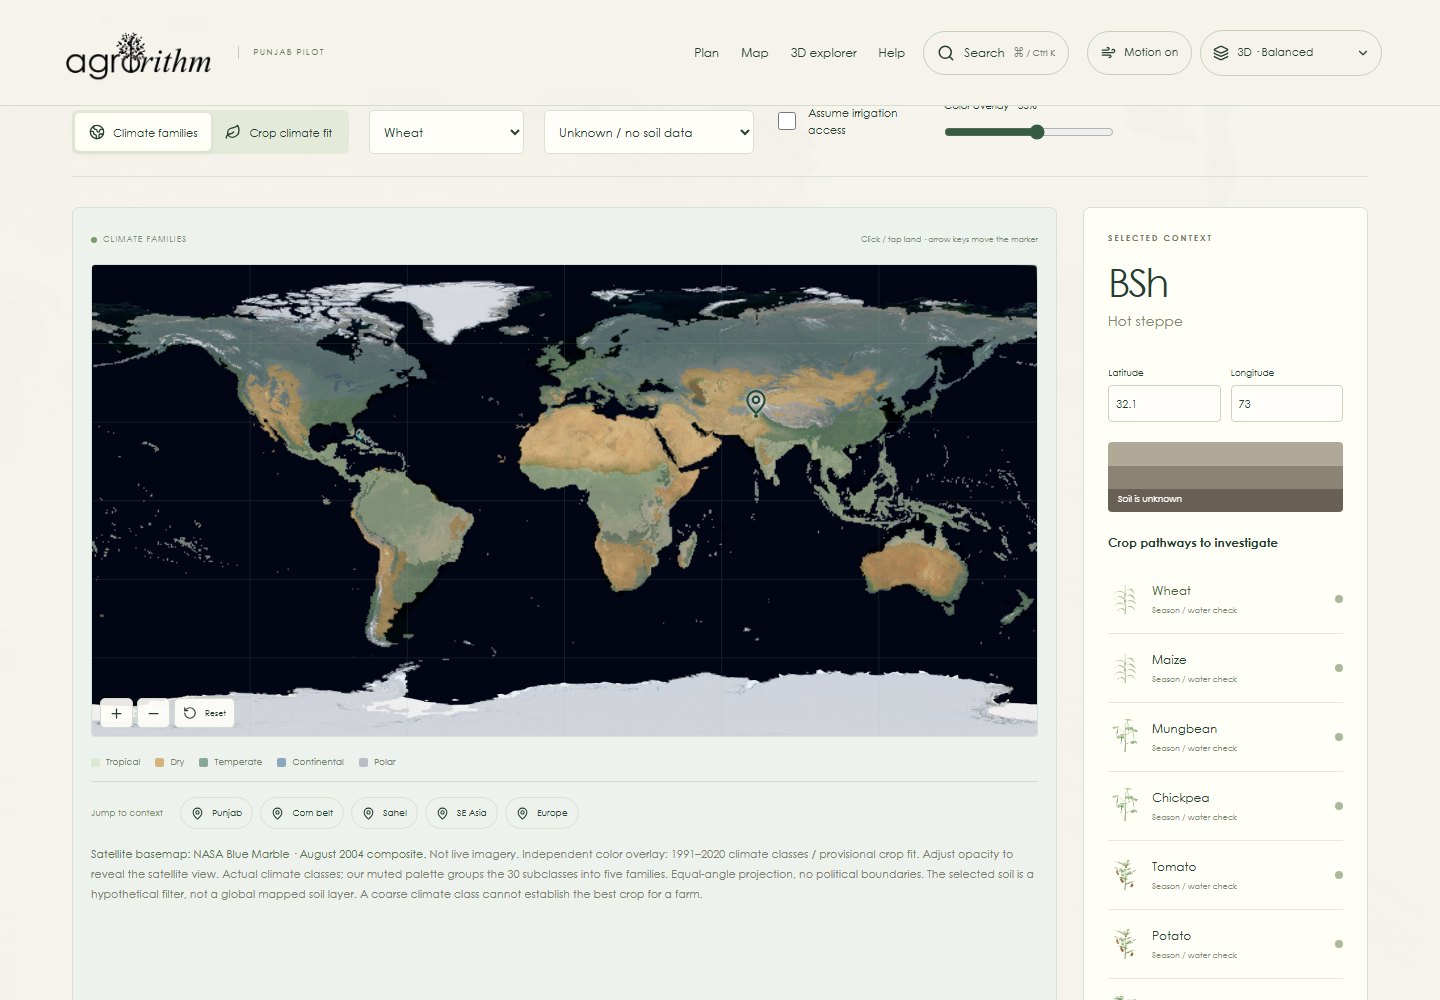 agrorithm
PUNJAB PILOT
Plan
Map
3D explorer
Help
Search ⌘ / Ctrl K
Motion on
3D · Balanced
Climate families
Crop climate fit
Wheat
Unknown / no soil data
Assume irrigation
access
Color overlay · 55%
CLIMATE FAMILIES
Click / tap land · arrow keys move the marker
Reset
Tropical
Dry
Temperate
Continental
Polar
Jump to context
Punjab
Corn belt
Sahel
SE Asia
Europe
Satellite basemap: NASA Blue Marble · August 2004 composite. Not live imagery. Independent color overlay: 1991–2020 climate classes / provisional crop fit. Adjust opacity to
reveal the satellite view. Actual climate classes; our muted palette groups the 30 subclasses into five families. Equal-angle projection, no political boundaries. The selected soil is a
hypothetical filter, not a global mapped soil layer. A coarse climate class cannot establish the best crop for a farm.
SELECTED CONTEXT
BSh
Hot steppe
Latitude
Longitude
32.1
73
Soil is unknown
Crop pathways to investigate
Wheat
Season / water check
Maize
Season / water check
Mungbean
Season / water check
Chickpea
Season / water check
Tomato
Season / water check
Potato
Season / water check